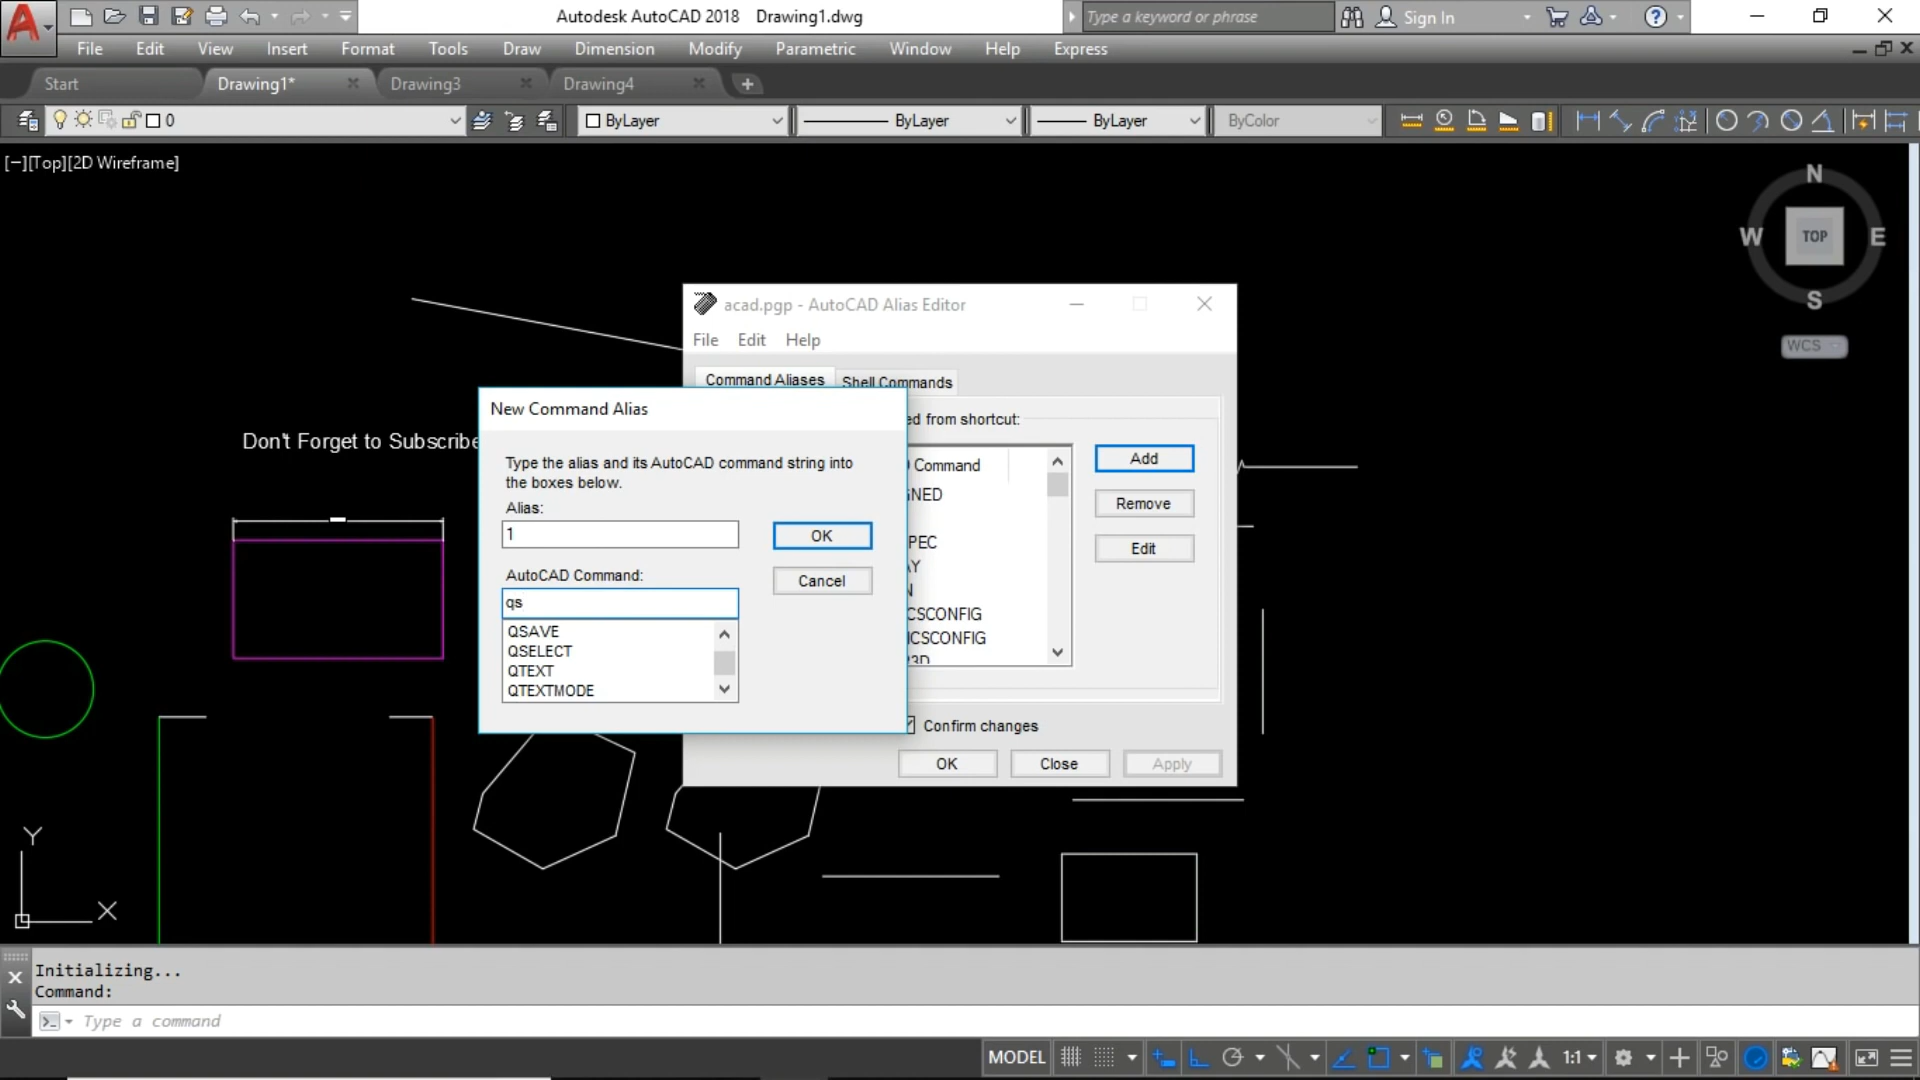 Autodesk AutoCAD 2018 Drawing1.dwg
Type a keyword or phrase
Sign In
File Edit View Insert Format Tools Draw Dimension Modify Parametric Window Help Express
Start Drawing1* Drawing3 Drawing4
0 ByLayer ByLayer ByLayer ByColor
[−][Top][2D Wireframe]
N
W TOP E
S
WCS
acad.pgp - AutoCAD Alias Editor
File Edit Help
Command Aliases Shell Commands
New Command Alias
ed from shortcut:
Don't Forget to Subscribe
Type the alias and its AutoCAD command string into
the boxes below.
Alias:
1
OK
AutoCAD Command:
Cancel
qs
QSAVE
QSELECT
QTEXT
QTEXTMODE
Command
GNED
PEC
AY
N
CSCONFIG
ICSCONFIG
Add
Remove
Edit
Confirm changes
OK Close Apply
Y
X
Initializing...
Command:
Type a command
MODEL 1:1